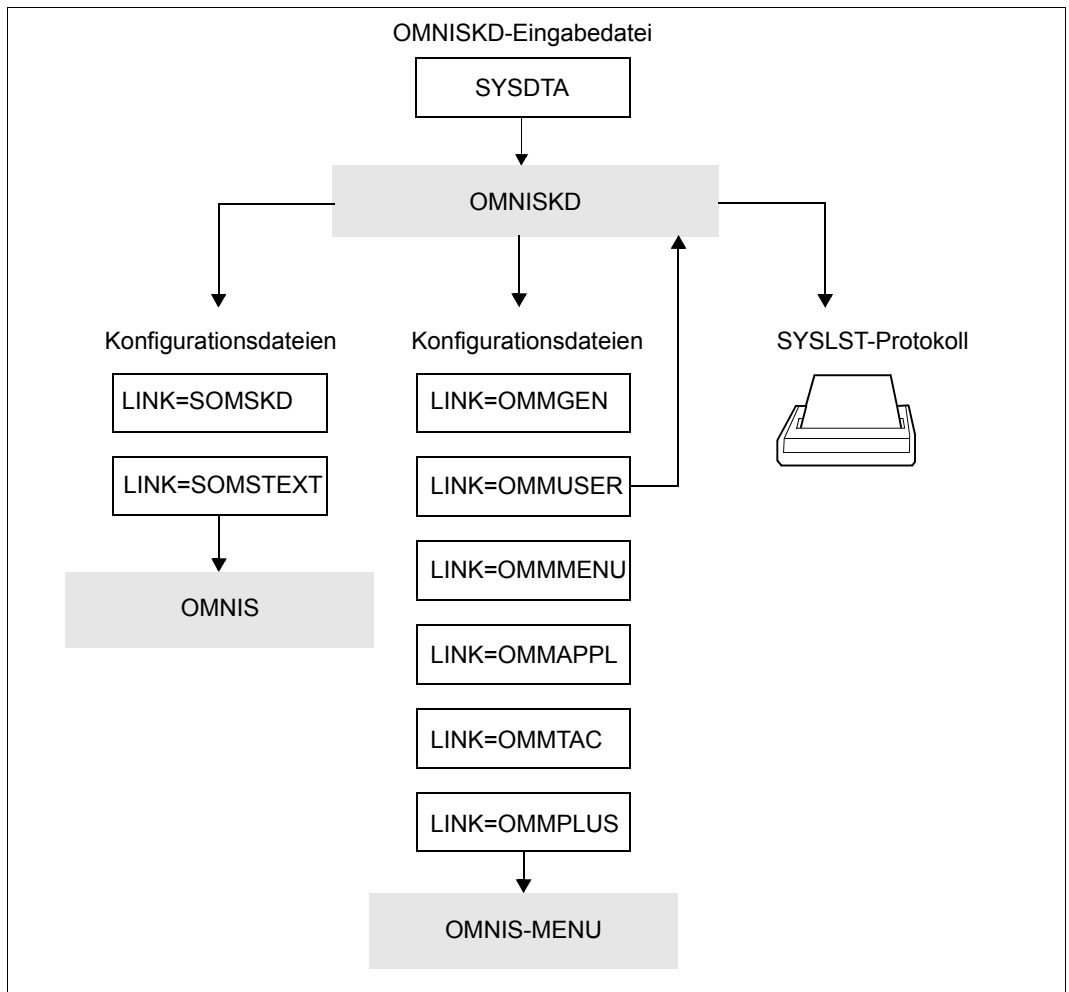 OMNISKD-Eingabedatei
SYSDTA
OMNISKD
Konfigurationsdateien
Konfigurationsdateien
SYSLST-Protokoll
LINK=SOMSKD
LINK=OMMGEN
LINK=SOMSTEXT
LINK=OMMUSER
LINK=OMMMENU
OMNIS
LINK=OMMAPPL
LINK=OMMTAC
LINK=OMMPLUS
OMNIS-MENU